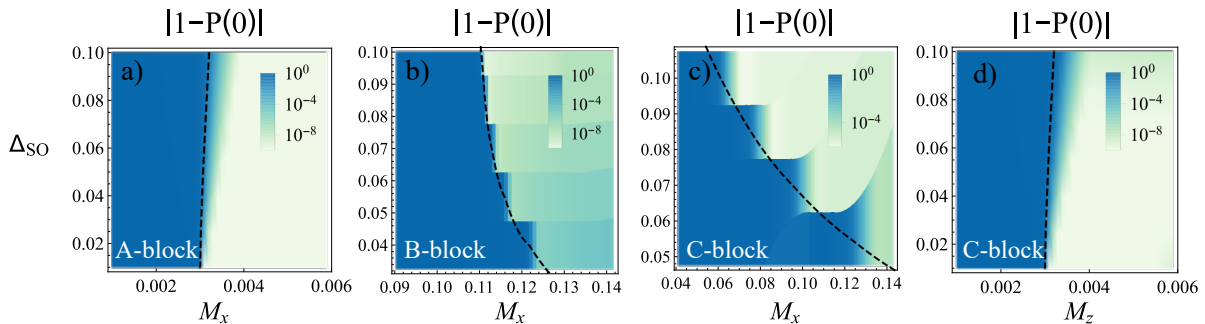 |1−P(0)| |1−P(0)| |1−P(0)| |1−P(0)|
Δ_SO
a)
0.10
0.08
0.06
0.04
0.02
10^0
10^−4
10^−8
A-block
0.002 0.004 0.006
M_x
b)
0.10
0.09
0.08
0.07
0.06
0.05
0.04
10^0
10^−4
10^−8
B-block
0.09 0.10 0.11 0.12 0.13 0.14
M_x
c)
0.10
0.09
0.08
0.07
0.06
0.05
10^0
10^−4
C-block
0.04 0.06 0.08 0.10 0.12 0.14
M_x
d)
0.10
0.08
0.06
0.04
0.02
10^0
10^−4
10^−8
C-block
0.002 0.004 0.006
M_z